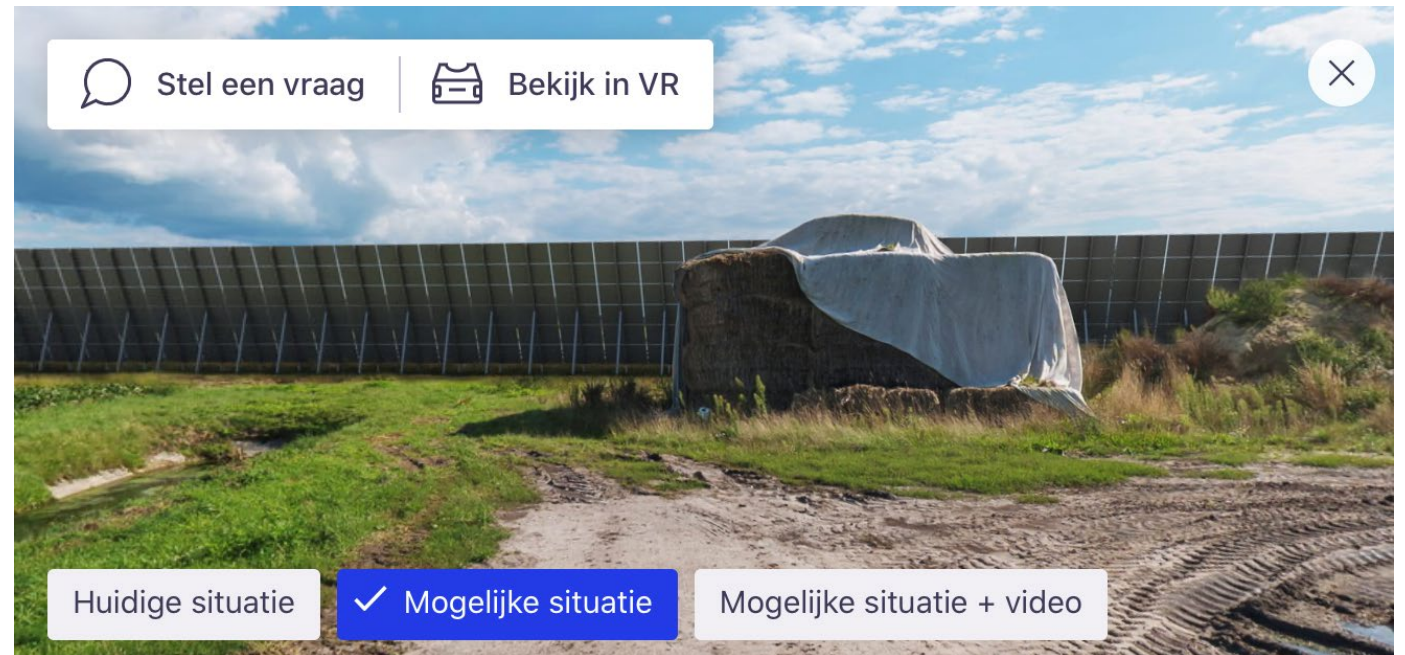 Stel een vraag
Bekijk in VR
Huidige situatie
Mogelijke situatie
Mogelijke situatie + video